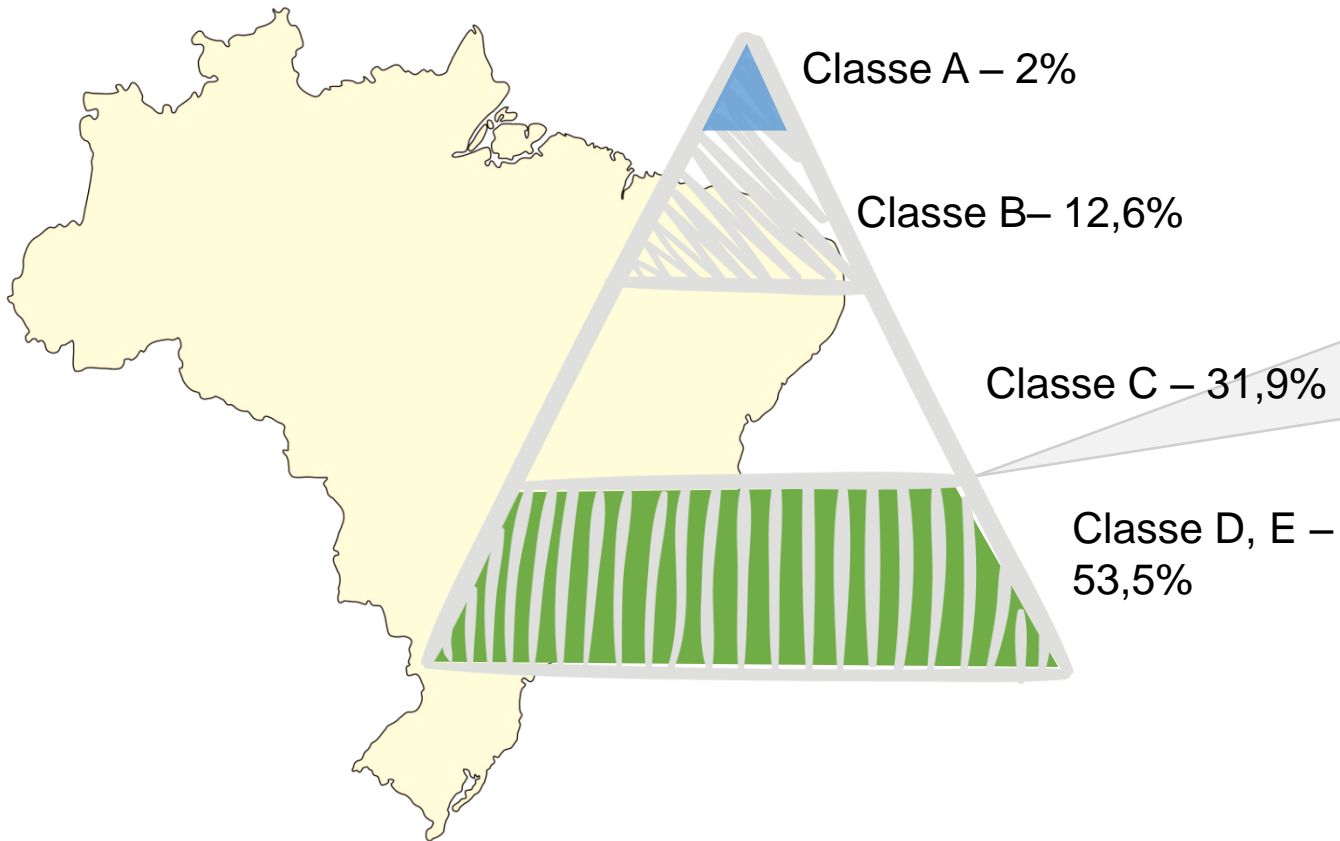 Classe A – 2%
Classe B– 12,6%
Classe C – 31,9%
Classe D, E –
53,5%